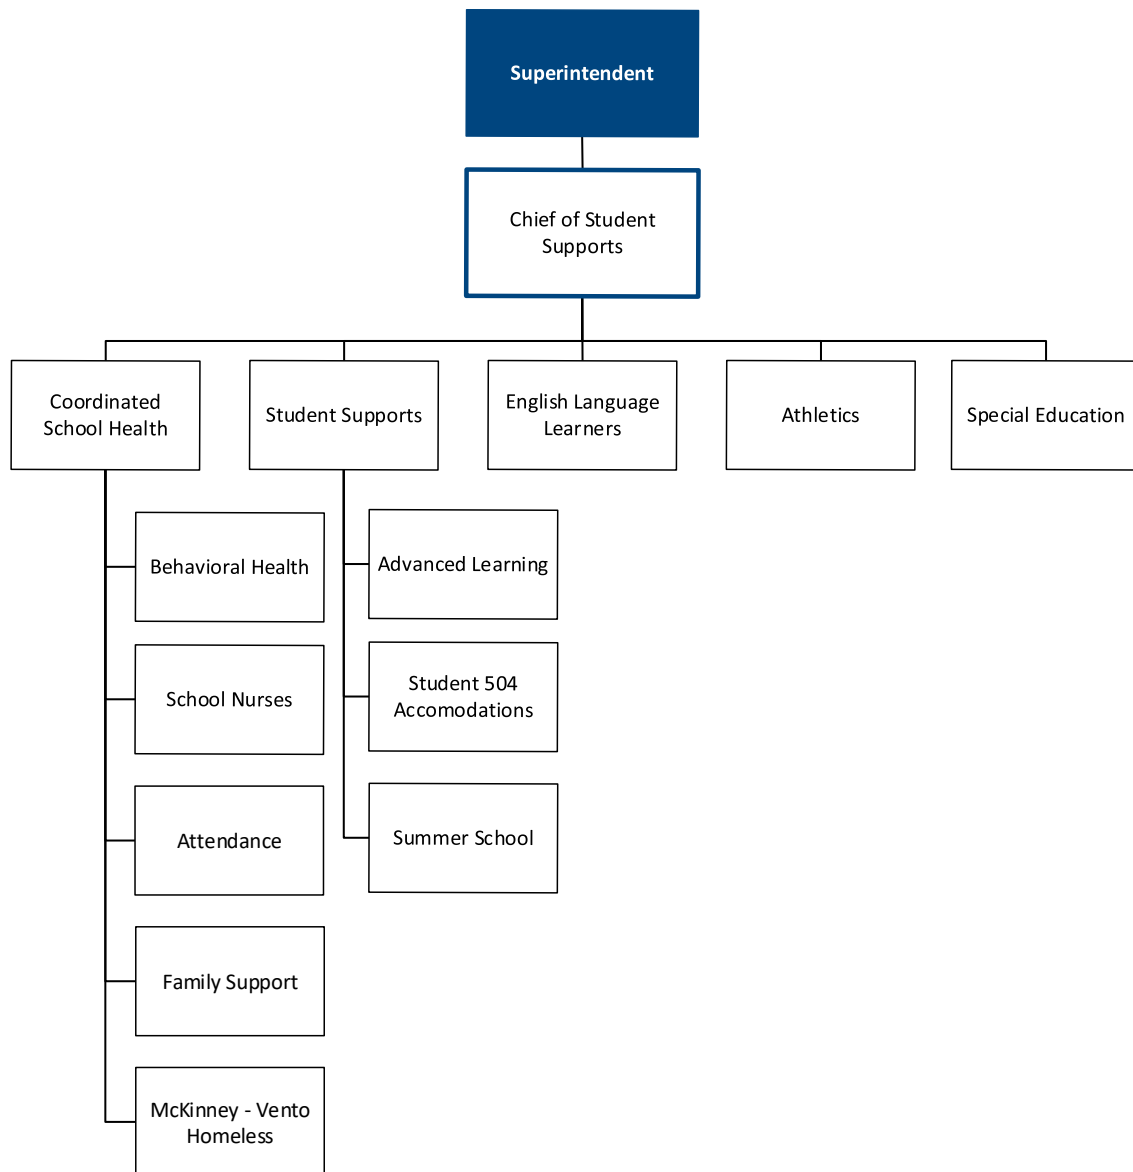 Superintendent
Chief of Student
Supports
Coordinated
School Health
Student Supports
English Language
Learners
Athletics
Special Education
Behavioral Health
School Nurses
Attendance
Family Support
McKinney - Vento
Homeless
Advanced Learning
Student 504
Accomodations
Summer School